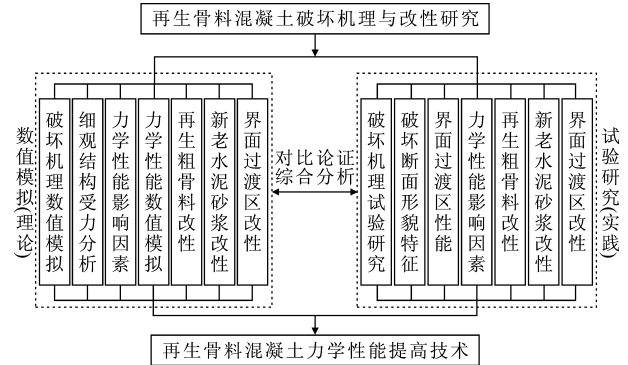 再生骨料混凝土破坏机理与改性研究
数值模拟(理论)
破坏机理数值模拟
细观结构受力分析
力学性能影响因素
力学性能数值模拟
再生粗骨料改性
新老水泥砂浆改性
界面过渡区改性
对比论证
综合分析
破坏机理试验研究
破坏断面形貌特征
界面过渡区性能
力学性能影响因素
再生粗骨料改性
新老水泥砂浆改性
界面过渡区改性
试验研究(实践)
再生骨料混凝土力学性能提高技术